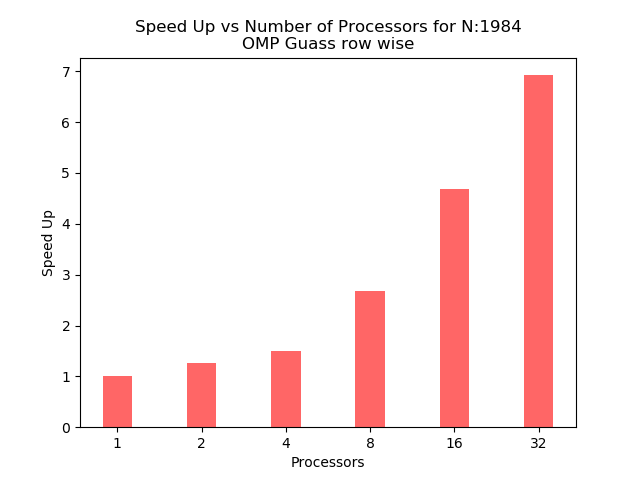 Speed Up vs Number of Processors for N:1984
OMP Guass row wise
7
6
5
4
3
2
1
0
Speed Up
1 2 4 8 16 32
Processors